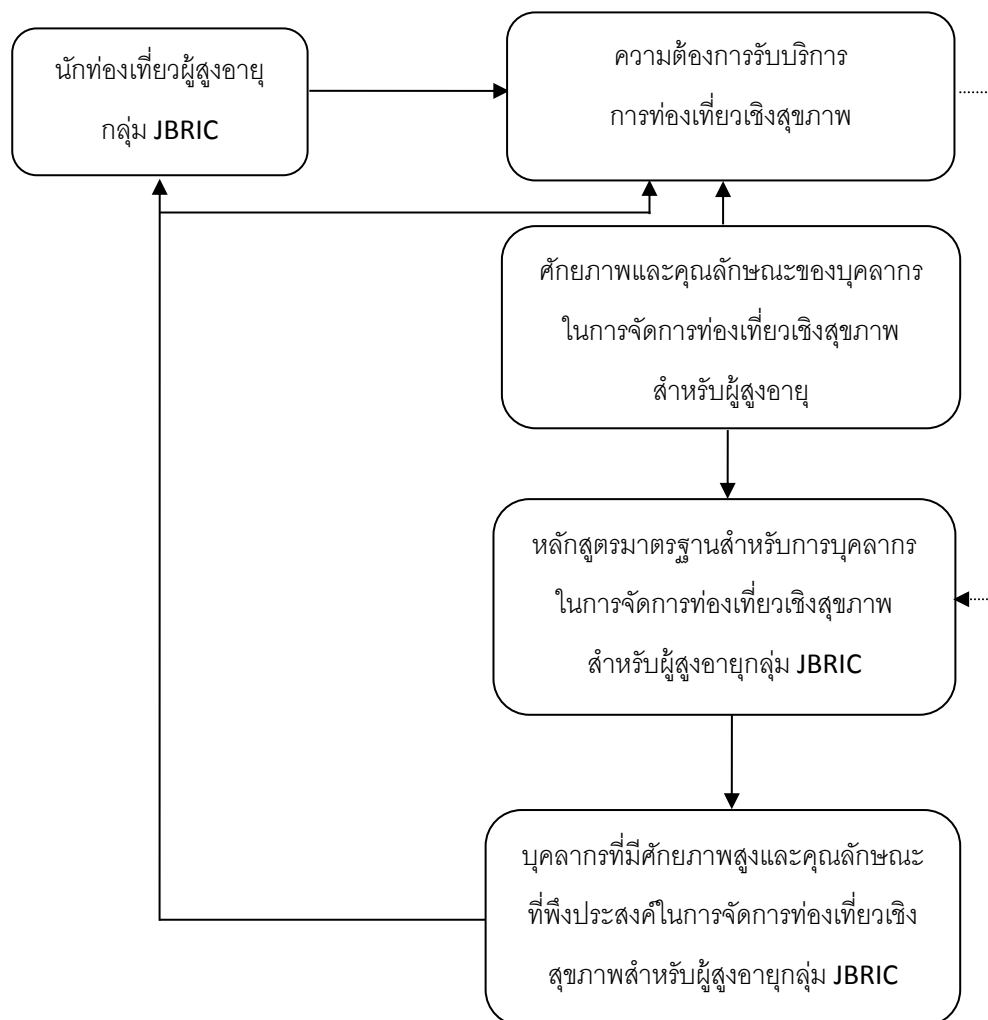 นักท่องเที่ยวผู้สูงอายุ
กลุ่ม JBRIC
ความต้องการรับบริการ
การท่องเที่ยวเชิงสุขภาพ
ศักยภาพและคุณลักษณะของบุคลากร
ในการจัดการท่องเที่ยวเชิงสุขภาพ
สำหรับผู้สูงอายุ
หลักสูตรมาตรฐานสำหรับการบุคลากร
ในการจัดการท่องเที่ยวเชิงสุขภาพ
สำหรับผู้สูงอายุกลุ่ม JBRIC
บุคลากรที่มีศักยภาพสูงและคุณลักษณะ
ที่พึงประสงค์ในการจัดการท่องเที่ยวเชิง
สุขภาพสำหรับผู้สูงอายุกลุ่ม JBRIC